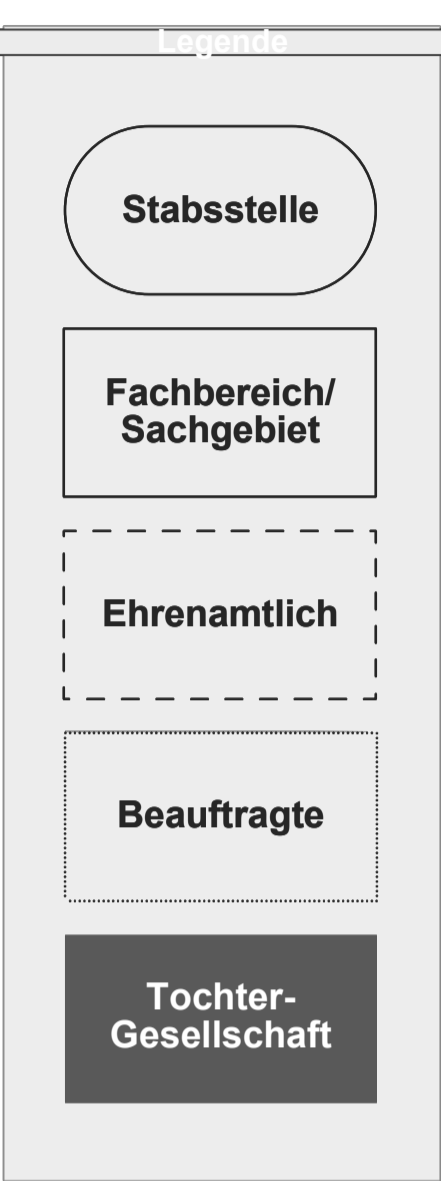 Legende
Stabsstelle
Fachbereich/
Sachgebiet
Ehrenamtlich
Beauftragte
Tochter-
Gesellschaft